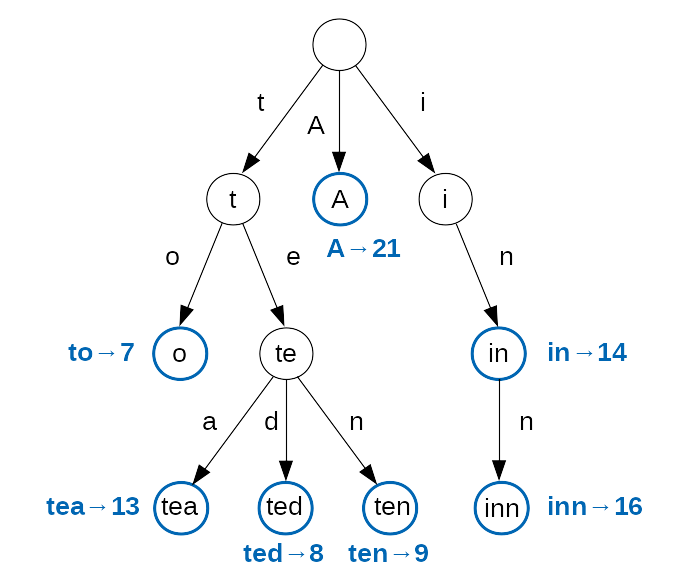 t
A
i
t
A
i
A→21
o
e
n
to→7
o
te
in
in→14
a
d
n
n
tea→13
tea
ted
ten
inn
inn→16
ted→8
ten→9